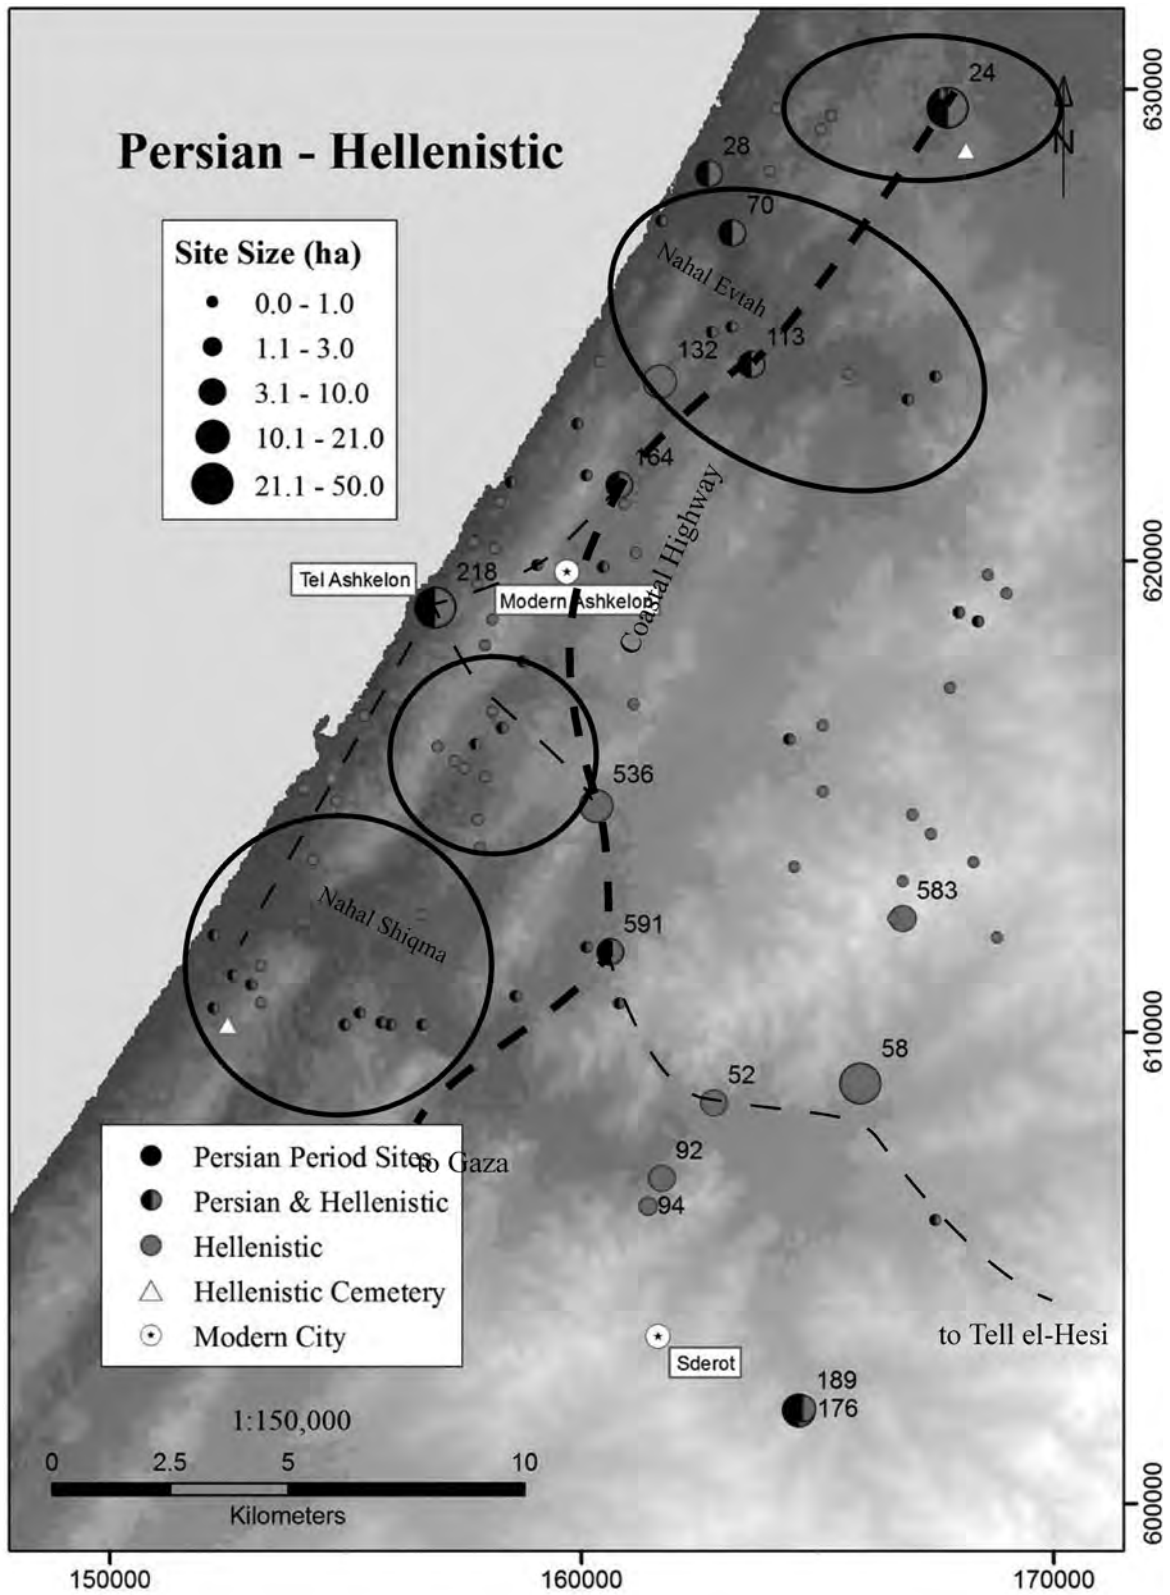 24
630000
N
Persian - Hellenistic
28
70
Site Size (ha)
0.0 - 1.0
1.1 - 3.0
3.1 - 10.0
10.1 - 21.0
21.1 - 50.0
Nahal Evtah
132
113
164
Coastal Highway
620000
Tel Ashkelon
218
Modern Ashkelon
536
583
Nahal Shiqma
591
610000
58
52
92
94
to Gaza
Persian Period Sites
Persian & Hellenistic
Hellenistic
Hellenistic Cemetery
Modern City
to Tell el-Hesi
Sderot
189
176
1:150,000
0 2.5 5 10
Kilometers
600000
150000 160000 170000